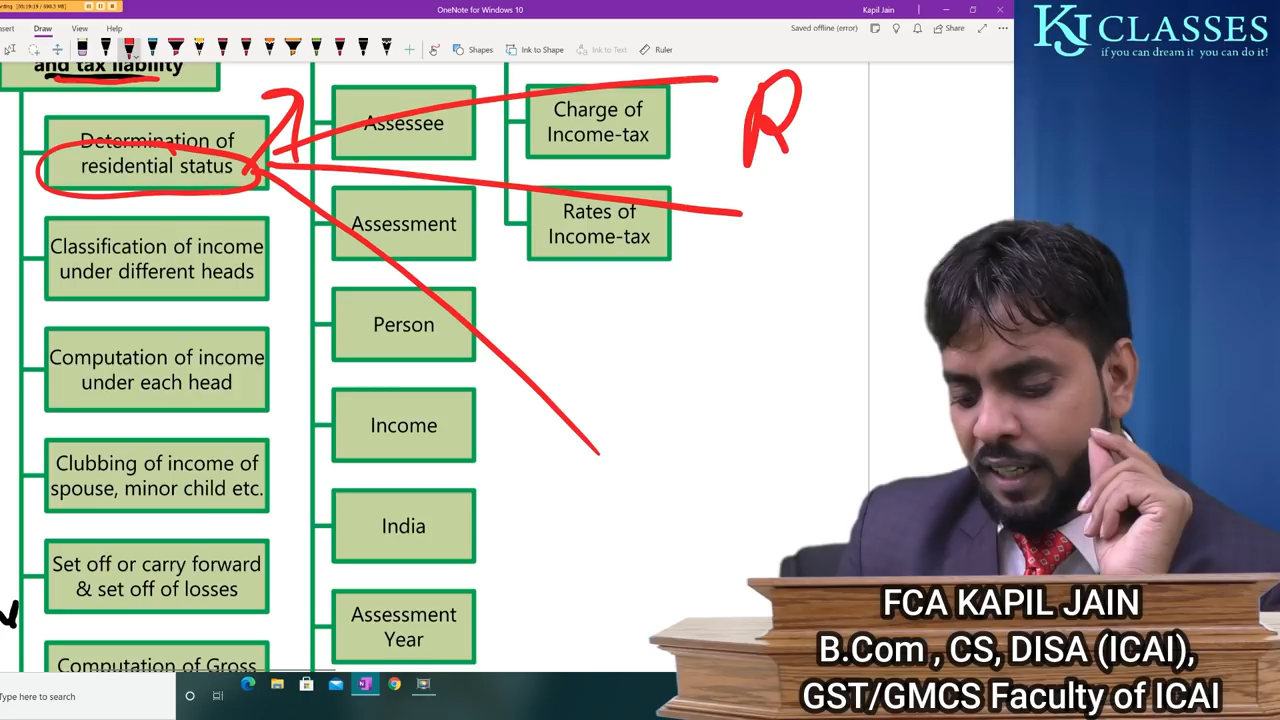 OneNote for Windows 10
Kapil Jain
nsert
Draw
View
Help
Saved offline (error)
Share
Shapes
Ink to Shape
Ink to Text
Ruler
KJ CLASSES
if you can dream it you can do it!
and tax liability
Determination of
residential status
Classification of income
under different heads
Computation of income
under each head
Clubbing of income of
spouse, minor child etc.
Set off or carry forward
& set off of losses
Computation of Gross
Assessee
Assessment
Person
Income
India
Assessment
Year
Charge of
Income-tax
Rates of
Income-tax
R
FCA KAPIL JAIN
B.Com , CS, DISA (ICAI),
GST/GMCS Faculty of ICAI
Type here to search